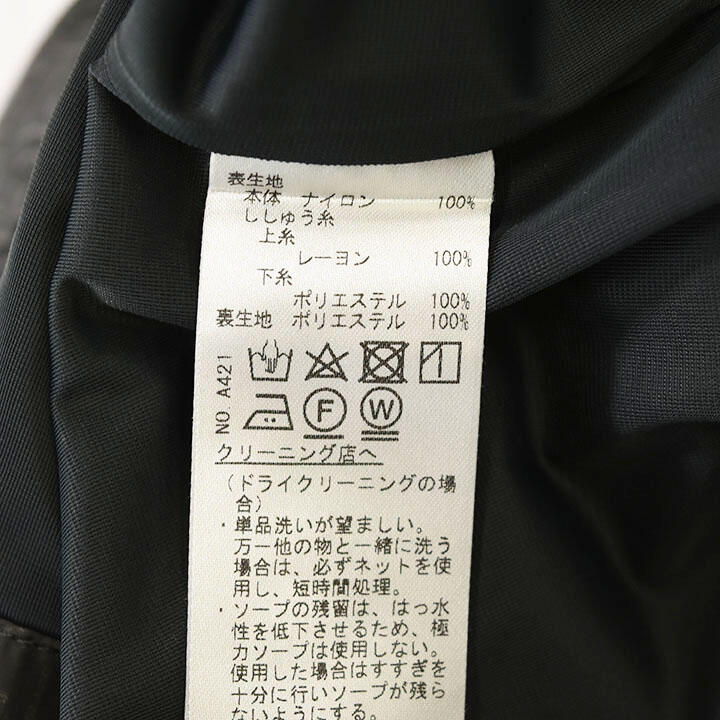 表生地
本体 ナイロン 100%
ししゅう糸
上糸
レーヨン 100%
下糸
ポリエステル 100%
裏生地 ポリエステル 100%
NO A421
F W
クリーニング店へ
（ドライクリーニングの場
合）
・単品洗いが望ましい。
万一他の物と一緒に洗う
場合は、必ずネットを使
用し、短時間処理。
・ソープの残留は、はっ水
性を低下させるため、極
力ソープは使用しない。
使用した場合はすすぎを
十分に行いソープが残ら
ないようにする。